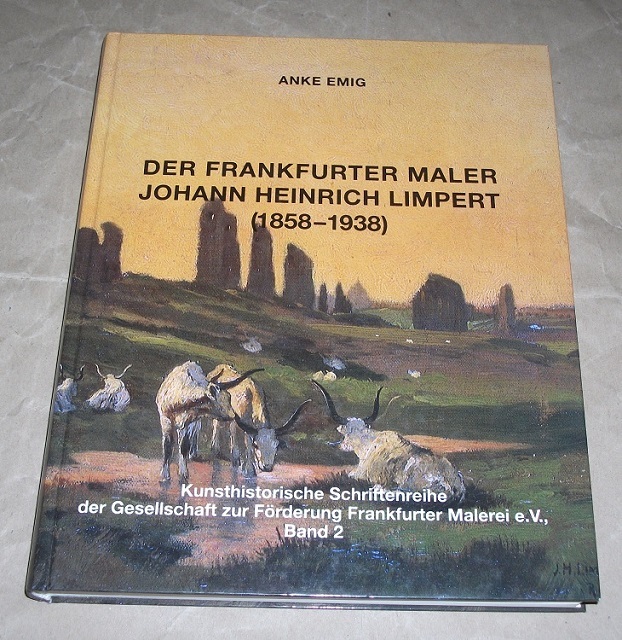 ANKE EMIG
DER FRANKFURTER MALER
JOHANN HEINRICH LIMPERT
(1858–1938)
Kunsthistorische Schriftenreihe
der Gesellschaft zur Förderung Frankfurter Malerei e.V.,
Band 2